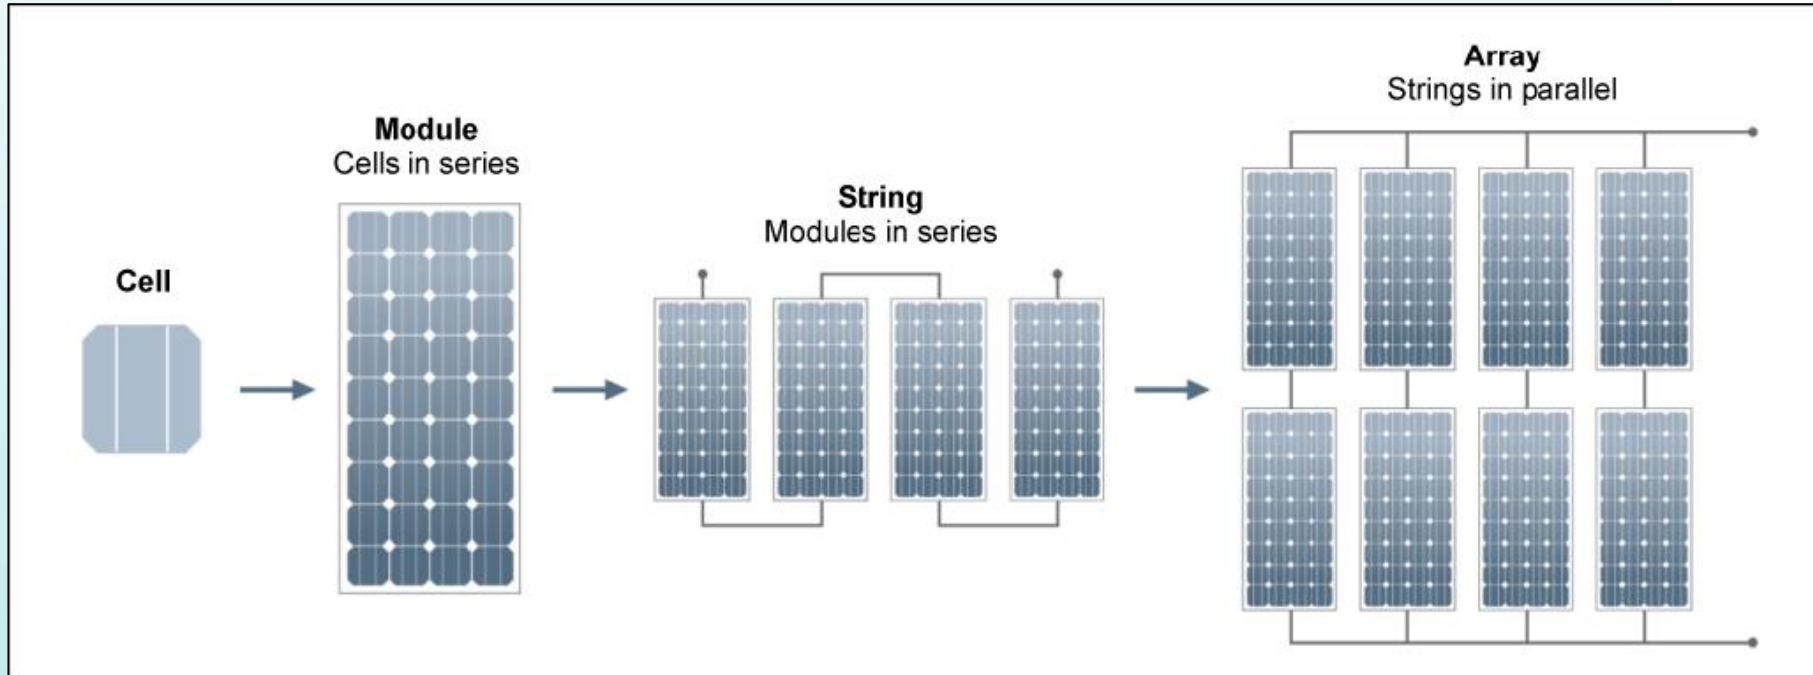 Cell
Module
Cells in series
String
Modules in series
Array
Strings in parallel